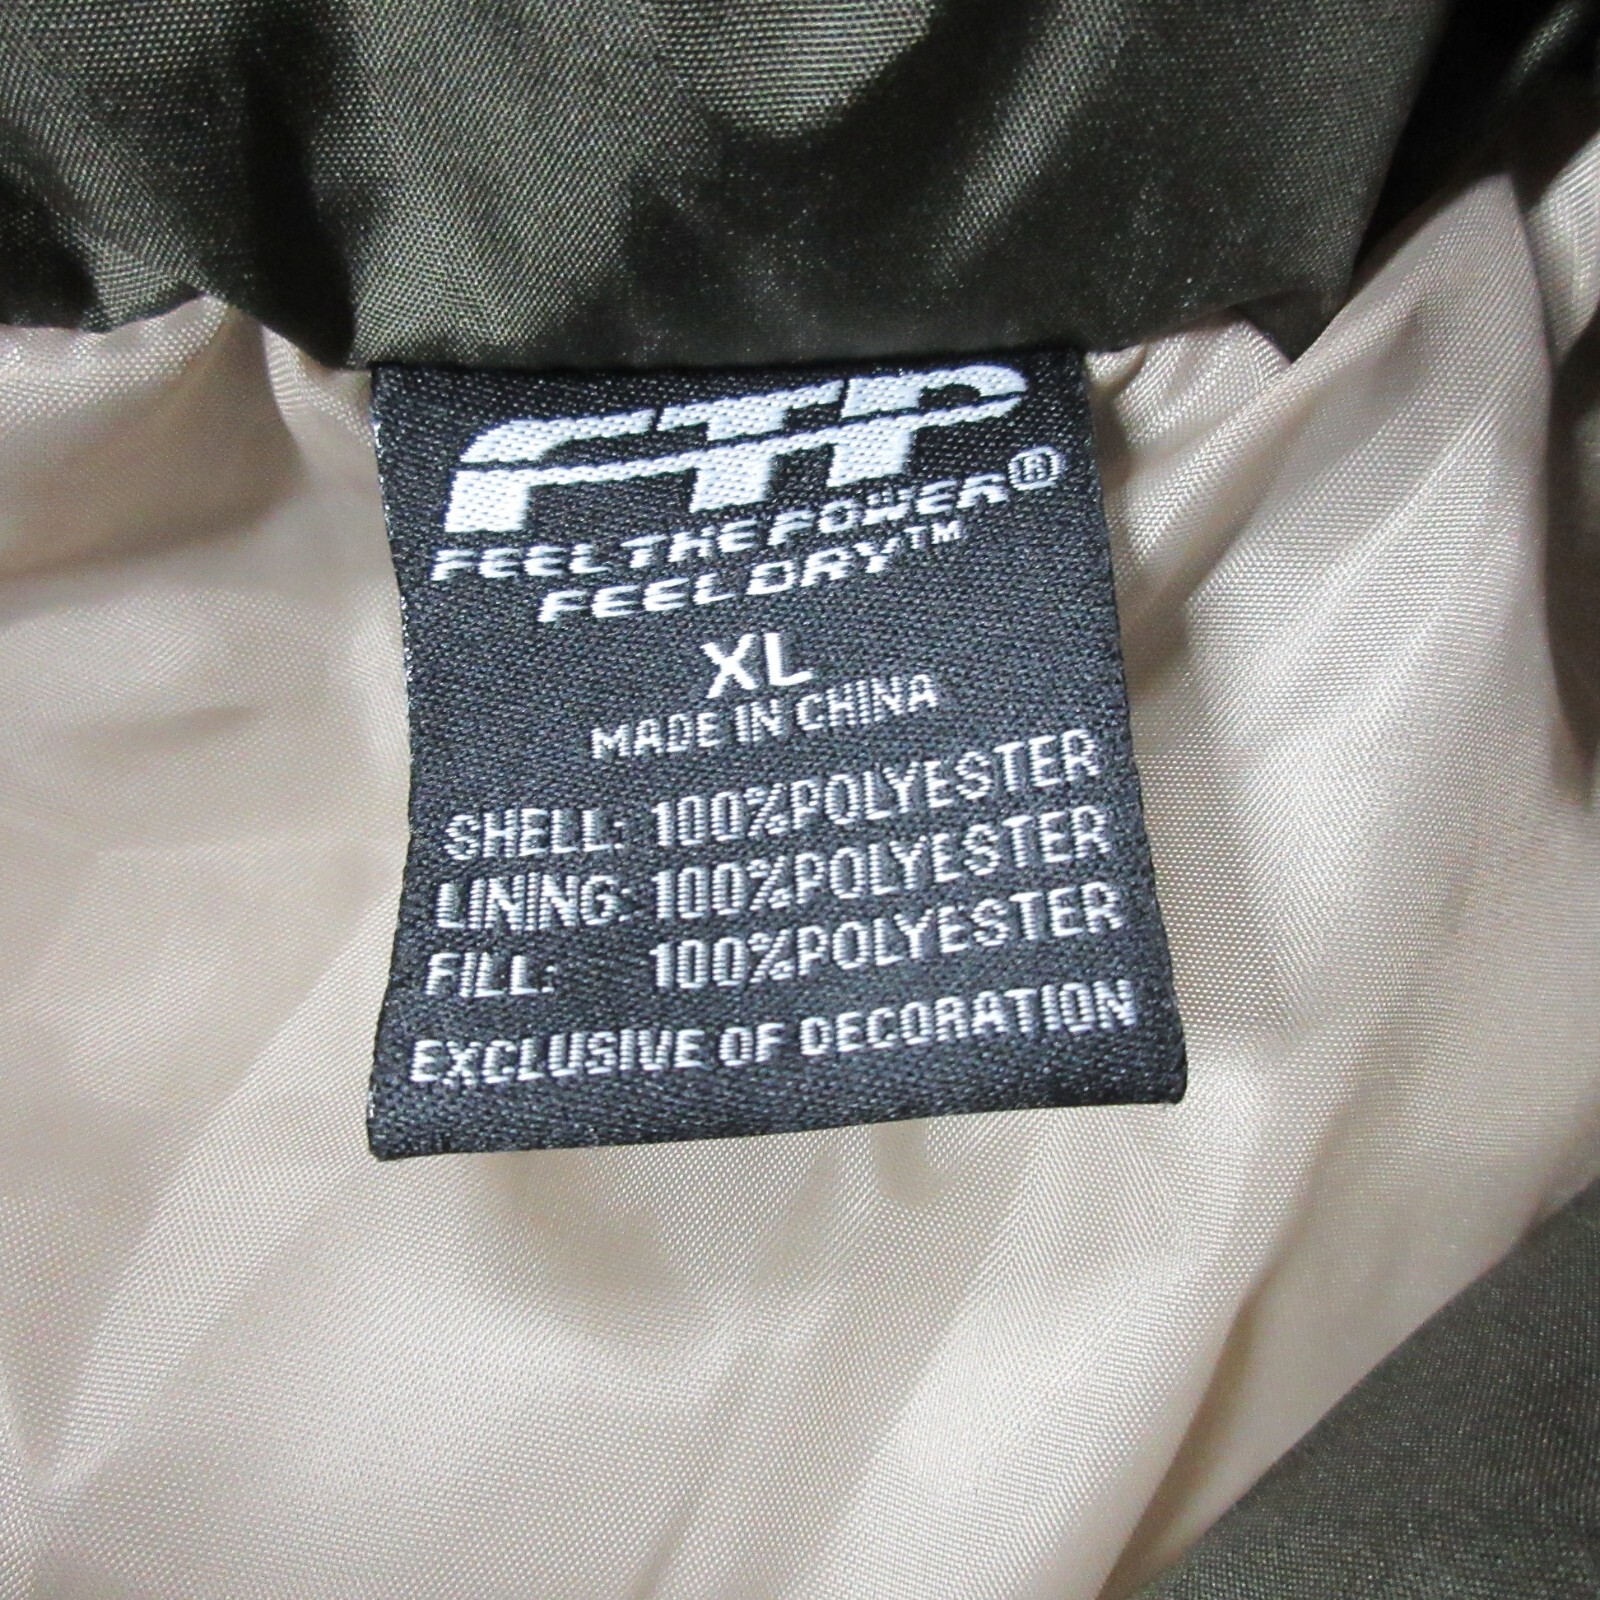 FTP
FEEL THE POWER®
FEEL DRY™
XL
MADE IN CHINA
SHELL: 100%POLYESTER
LINING: 100%POLYESTER
FILL: 100%POLYESTER
EXCLUSIVE OF DECORATION